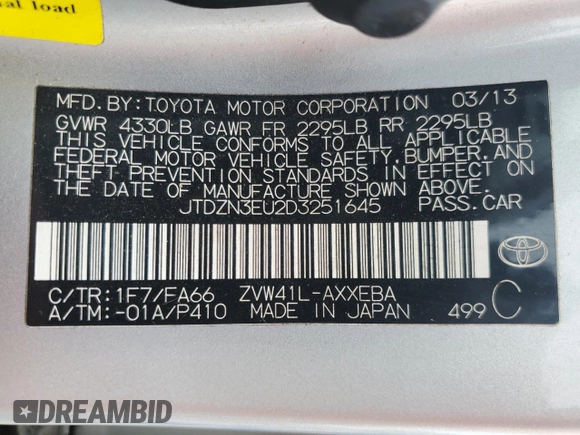 al load
MFD. BY: TOYOTA MOTOR CORPORATION 03/13
GVWR 4330LB GAWR FR 2295LB RR 2295LB
THIS VEHICLE CONFORMS TO ALL APPLICABLE
FEDERAL MOTOR VEHICLE SAFETY, BUMPER, AND
THEFT PREVENTION STANDARDS IN EFFECT ON
THE DATE OF MANUFACTURE SHOWN ABOVE.
JTDZN3EU2D3251645 PASS. CAR
C/TR: 1F7/FA66 ZVW41L-AXXEBA
A/TM: -01A/P410 MADE IN JAPAN 499 C
DREAMBID